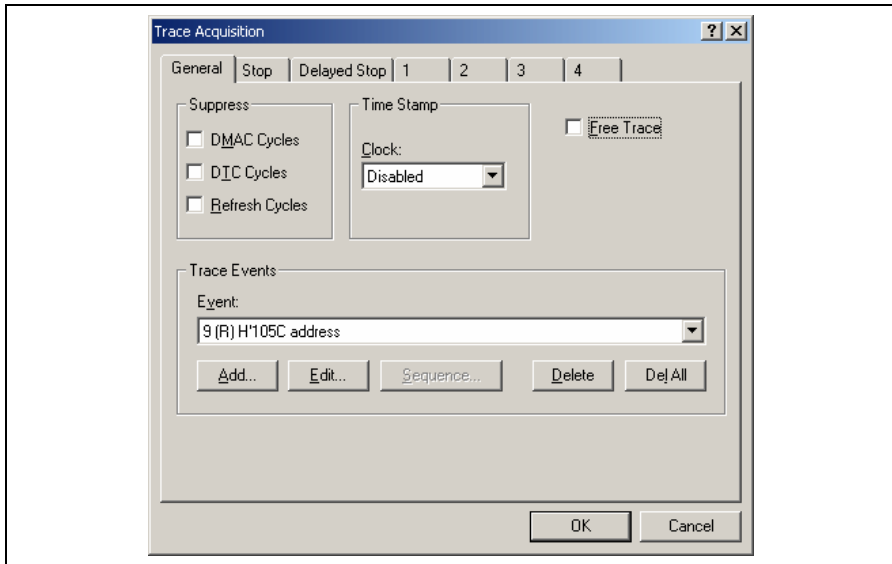 Trace Acquisition
General Stop Delayed Stop 1 2 3 4
Suppress
DMAC Cycles
DTC Cycles
Refresh Cycles
Time Stamp
Clock:
Disabled
Free Trace
Trace Events
Event:
9 (R) H'105C address
Add... Edit... Sequence... Delete Del All
OK Cancel